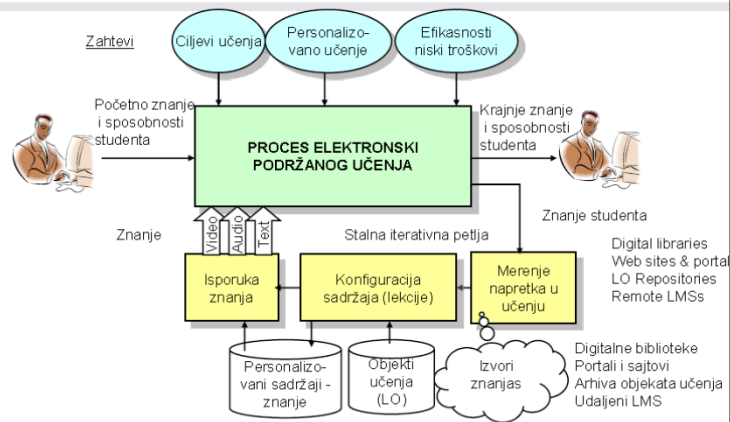 Zahtevi
Ciljevi učenja
Personalizo-
vano učenje
Efikasnosti
niski troškovi
Početno znanje
i sposobnosti
studenta
PROCES ELEKTRONSKI
PODRŽANOG UČENJA
Krajnje znanje
i sposobnosti
studenta
Znanje
Video
Audio
Text
Stalna iterativna petlja
Znanje studenta
Digital libraries
Web sites & portal
LO Repositories
Remote LMSs
Isporuka
znanja
Konfiguracija
sadržaja (lekcije)
Merenje
napretka u
učenju
Personalizo-
vani sadržaji -
znanje
Objekti
učenja
(LO)
Izvori
znanjas
Digitalne biblioteke
Portali i sajtovi
Arhiva objekata učenja
Udaljeni LMS